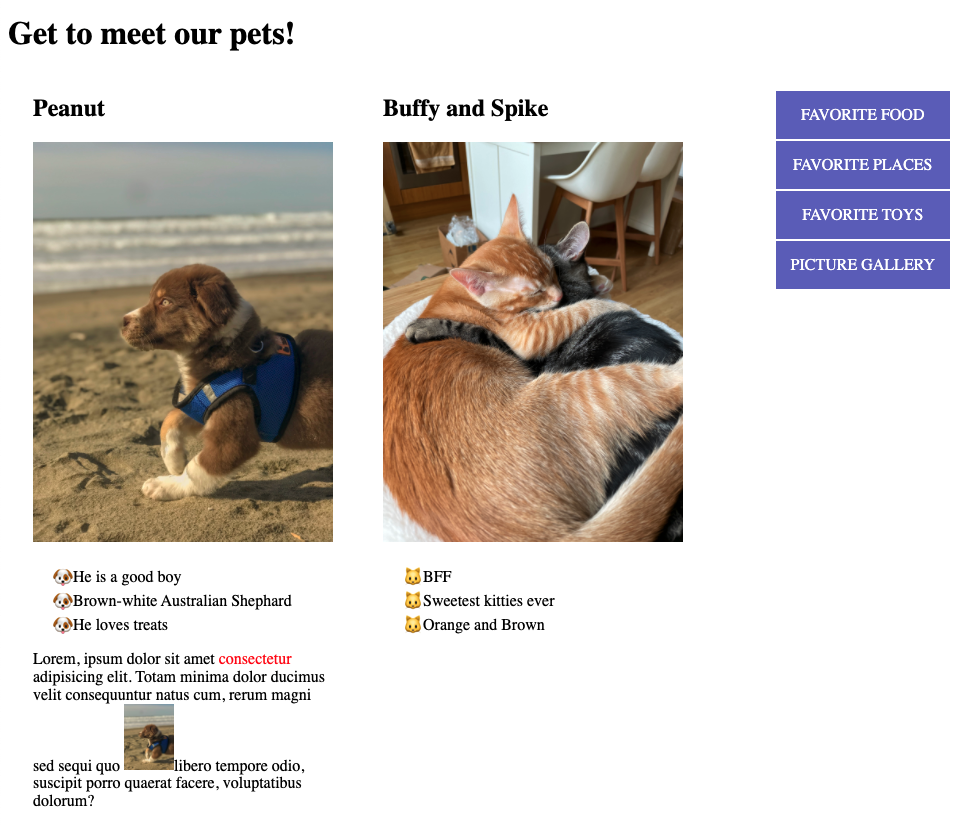 Get to meet our pets!
Peanut
🐶He is a good boy
🐶Brown-white Australian Shephard
🐶He loves treats
Lorem, ipsum dolor sit amet consectetur
adipisicing elit. Totam minima dolor ducimus
velit consequuntur natus cum, rerum magni
sed sequi quo libero tempore odio,
suscipit porro quaerat facere, voluptatibus
dolorum?
Buffy and Spike
🐱BFF
🐱Sweetest kitties ever
🐱Orange and Brown
FAVORITE FOOD
FAVORITE PLACES
FAVORITE TOYS
PICTURE GALLERY